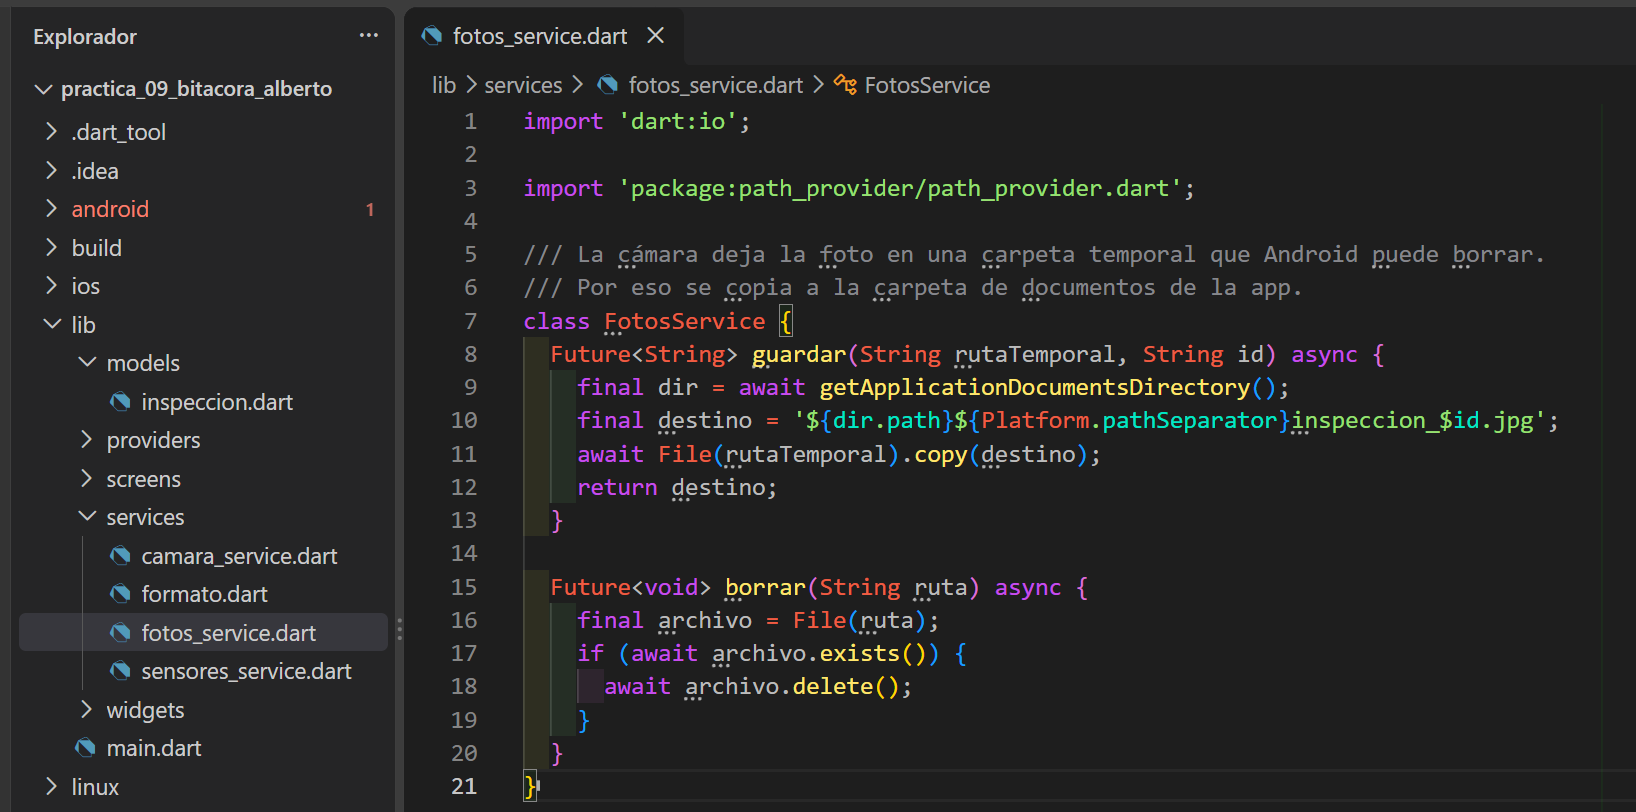 Explorador
practica_09_bitacora_alberto
.dart_tool
.idea
android 1
build
ios
lib
models
inspeccion.dart
providers
screens
services
camara_service.dart
formato.dart
fotos_service.dart
sensores_service.dart
widgets
main.dart
linux
fotos_service.dart
lib > services > fotos_service.dart > FotosService
1 import 'dart:io';
2
3 import 'package:path_provider/path_provider.dart';
4
5 /// La cámara deja la foto en una carpeta temporal que Android puede borrar.
6 /// Por eso se copia a la carpeta de documentos de la app.
7 class FotosService {
8 Future<String> guardar(String rutaTemporal, String id) async {
9 final dir = await getApplicationDocumentsDirectory();
10 final destino = '${dir.path}${Platform.pathSeparator}inspeccion_$id.jpg';
11 await File(rutaTemporal).copy(destino);
12 return destino;
13 }
14
15 Future<void> borrar(String ruta) async {
16 final archivo = File(ruta);
17 if (await archivo.exists()) {
18 await archivo.delete();
19 }
20 }
21 }